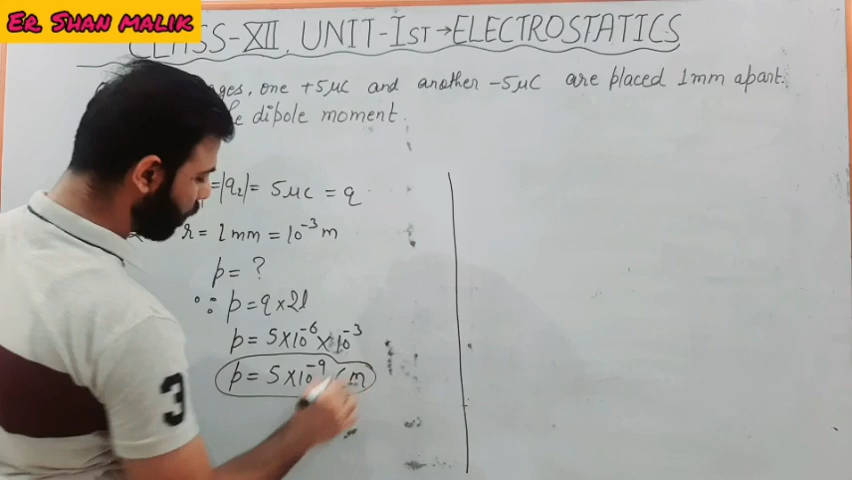 Er. Shan malik
CLASS-XII, UNIT-Ist→ELECTROSTATICS
one +5μC and another -5μC are placed 1mm apart.
dipole moment.
=|q₂|= 5μC = q
r = 1mm = 10⁻³m
p = ?
∵ p = q×2l
p = 5×10⁻⁶×10⁻³
p = 5×10⁻⁹ Cm
3